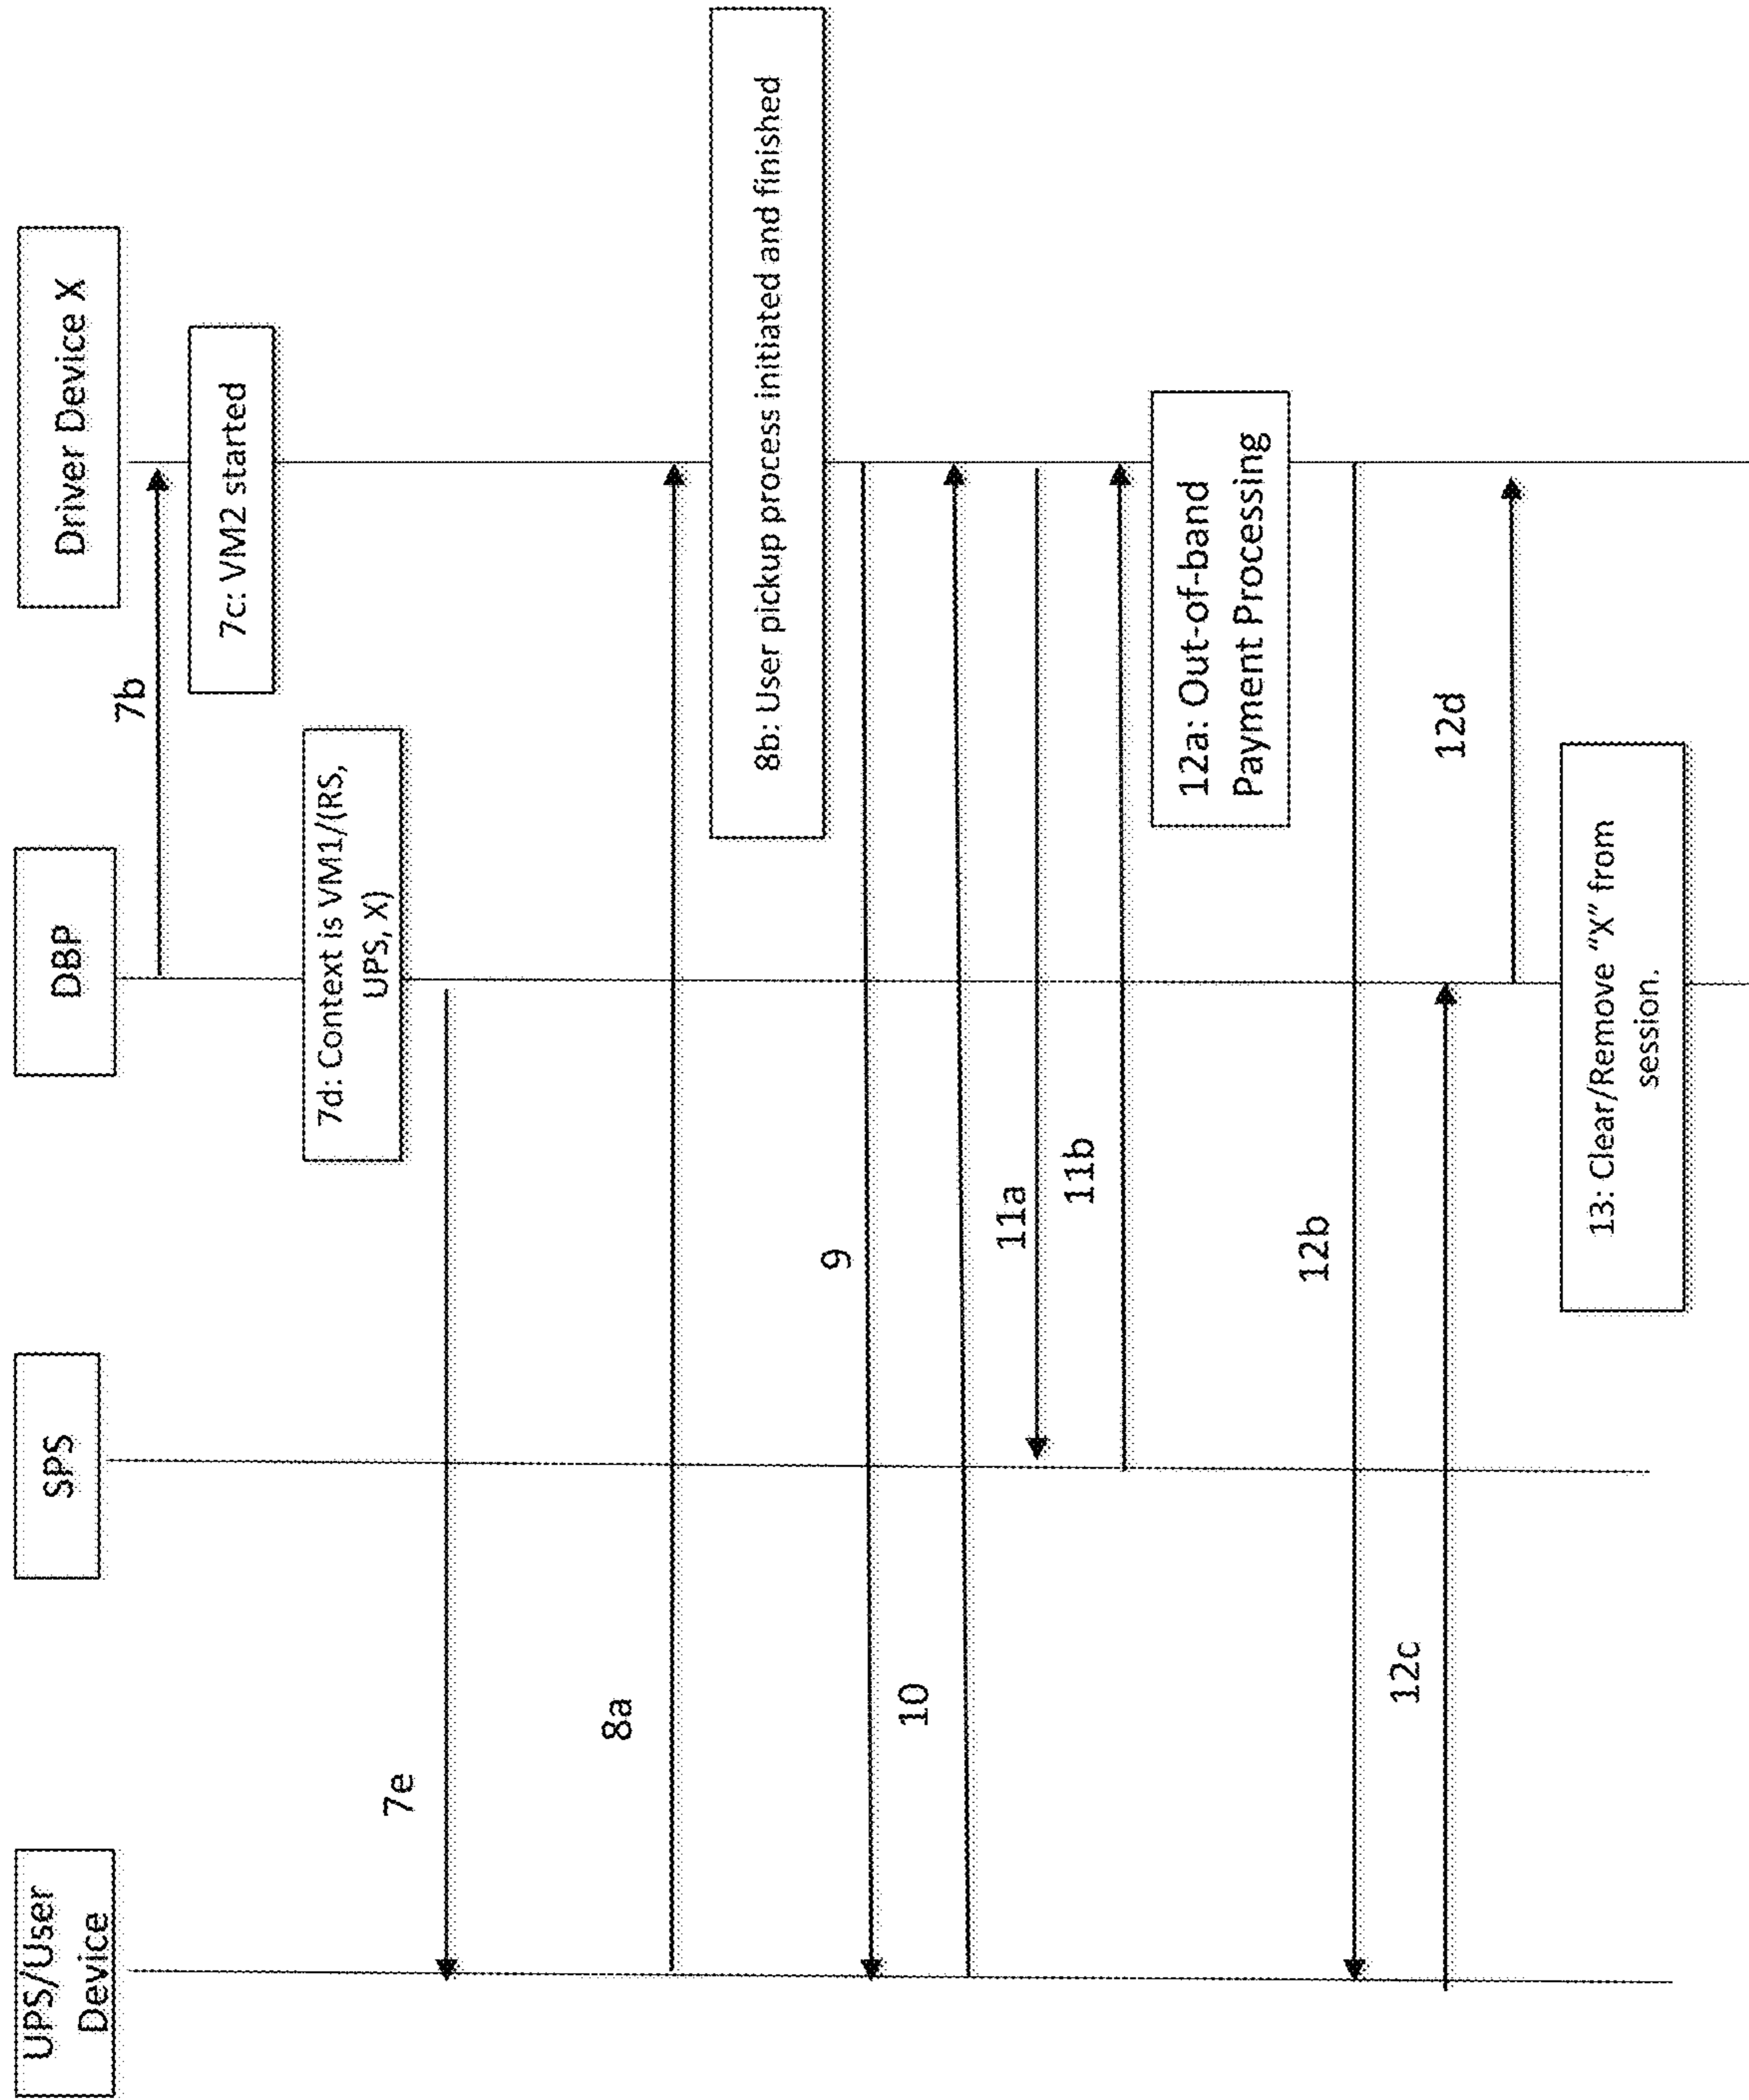 UPS/User
Device
SPS
DBP
Driver Device X
7b
7c: VM2 started
7d: Context is VM1/(RS,
UPS, X)
7e
8a
8b: User pickup process initiated and finished
9
10
11a
11b
12a: Out-of-band
Payment Processing
12b
12c
12d
13: Clear/Remove “X” from
session.